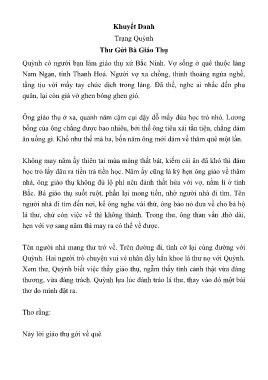 Khuyết Danh
Trạng Quỳnh
Thư Gửi Bà Giáo Thụ
Quỳnh có người bạn làm giáo thụ xứ Bắc Ninh. Vợ sống ở quê thuộc làng
Nam Ngạn, tỉnh Thanh Hoá. Người vợ xa chồng, thỉnh thoảng ngứa nghề,
tằng tịu với mấy tay chức dịch trong làng. Đã thế, nghe ai nhắc đến phu
quân, lại còn giả vờ ghen bóng ghen gió.
Ông giáo thụ ở xa, quanh năm cặm cụi dậy dỗ mấy đứa học trò nhỏ. Lương
bổng của ông chẳng được bao nhiêu, bởi thế ông tiêu xài tằn tiện, chẳng dám
ăn uống gì. Khổ như thế mà ba, bốn năm ông mới dám về thăm quê một lần.
Không may năm ấy thiên tai mùa màng thất bát, kiếm cái ăn đã khó thì đám
học trò lấy đâu ra tiền trả tiền học. Năm ấy cũng là kỳ hẹn ông giáo về thăm
nhà, ông giáo thụ không đủ lộ phí nên đành thất hứa với vợ, nằm lì ở tỉnh
Bắc. Bà giáo thụ suốt ruột, phần lại mong ngóng, nhờ người nhà đi tìm. Tên
người nhà đi tìm đến nơi, kể ông nghe vài thứ, ông bảo nó đưa về cho bà hộ
lá thư, chứ còn việc về thì không thành. Trong thư, ông than vắn ,thở dài,
hẹn với vợ sang năm thì may ra có thể về được.
Tên người nhà mang thư trở về. Trên đường đi, tình cờ lại cùng đường với
Quỳnh. Hai người trò chuyện vui vẻ nhân đấy hắn khoe lá thư nọ với Quỳnh.
Xem thư, Quỳnh biết việc thầy giáo thụ, ngẫm thấy tình cảnh thật vừa đáng
thương, vừa đáng trách. Quỳnh lựa lúc đánh tráo lá thư, thay vào đó một bài
thơ do mình đặt ra.
Thơ rằng:
Này lời giáo thụ gởi về quê